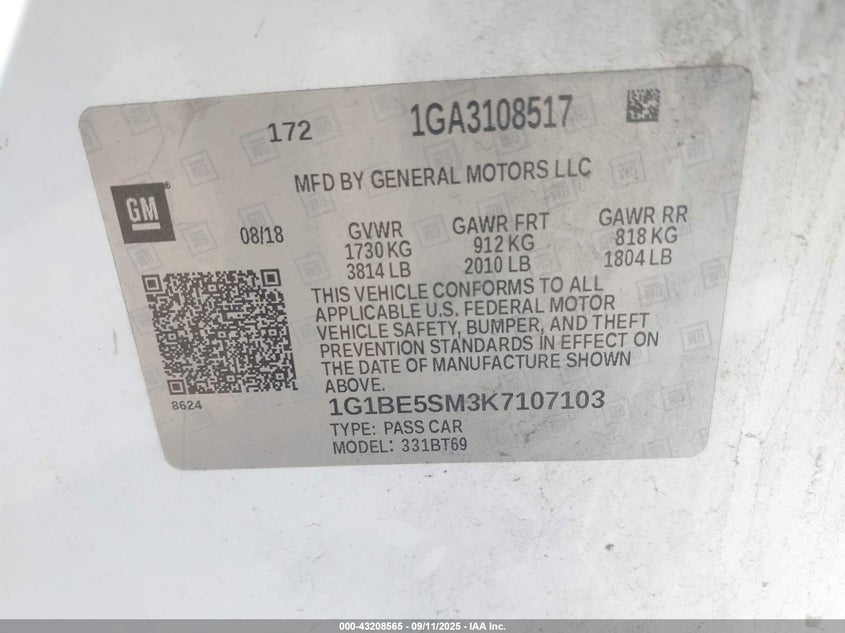 172 1GA3108517
MFD BY GENERAL MOTORS LLC
GM
08/18
GVWR GAWR FRT GAWR RR
1730 KG 912 KG 818 KG
3814 LB 2010 LB 1804 LB
THIS VEHICLE CONFORMS TO ALL
APPLICABLE U.S. FEDERAL MOTOR
VEHICLE SAFETY, BUMPER, AND THEFT
PREVENTION STANDARDS IN EFFECT ON
THE DATE OF MANUFACTURE SHOWN
ABOVE.
8624
1G1BE5SM3K7107103
TYPE: PASS CAR
MODEL: 331BT69
000-43208565 - 09/11/2025 - IAA Inc.